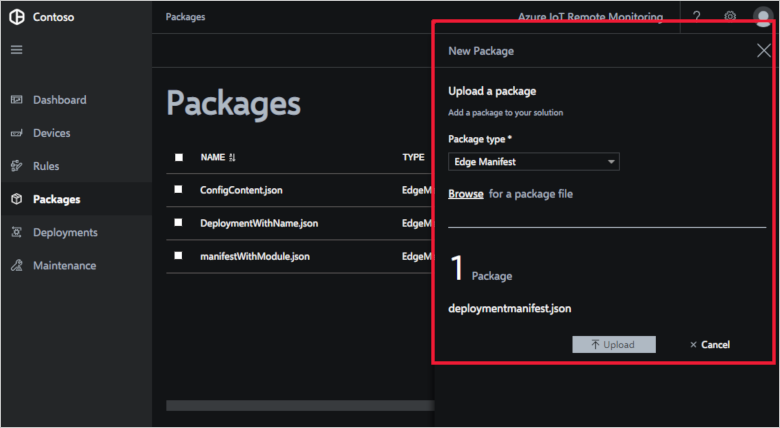 Contoso
Packages
Azure IoT Remote Monitoring
?
Dashboard
Devices
Rules
Packages
Deployments
Maintenance
Packages
NAME TYPE
ConfigContent.json EdgeM
DeploymentWithName.json EdgeM
manifestWithModule.json EdgeM
New Package
Upload a package
Add a package to your solution
Package type *
Edge Manifest
Browse for a package file
1 Package
deploymentmanifest.json
Upload × Cancel